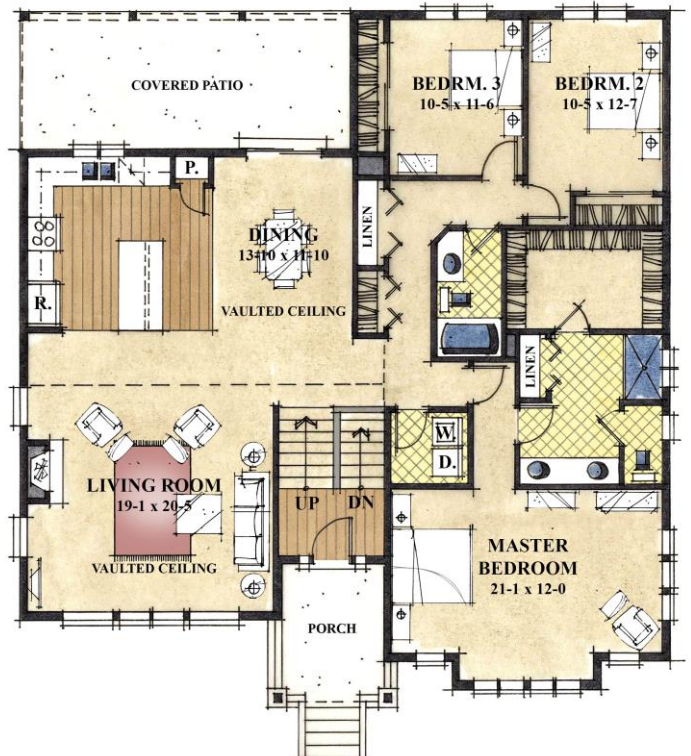 COVERED PATIO
BEDRM. 3
10-5 x 11-6
BEDRM. 2
10-5 x 12-7
P.
LINEN
DINING
13-10 x 11-10
VAULTED CEILING
R.
LINEN
W.
D.
UP
DN
LIVING ROOM
19-1 x 20-5
VAULTED CEILING
MASTER
BEDROOM
21-1 x 12-0
PORCH